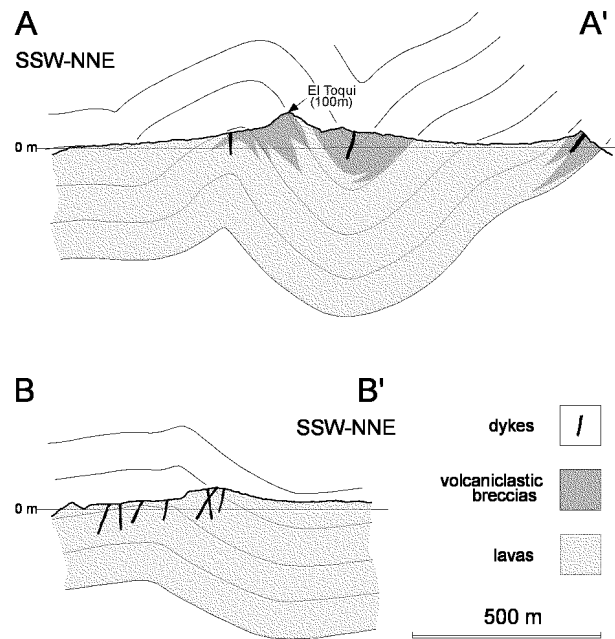 A
A'
SSW-NNE
El Toqui
(100m)
0 m
B
B'
SSW-NNE
0 m
dykes
volcaniclastic
breccias
lavas
500 m